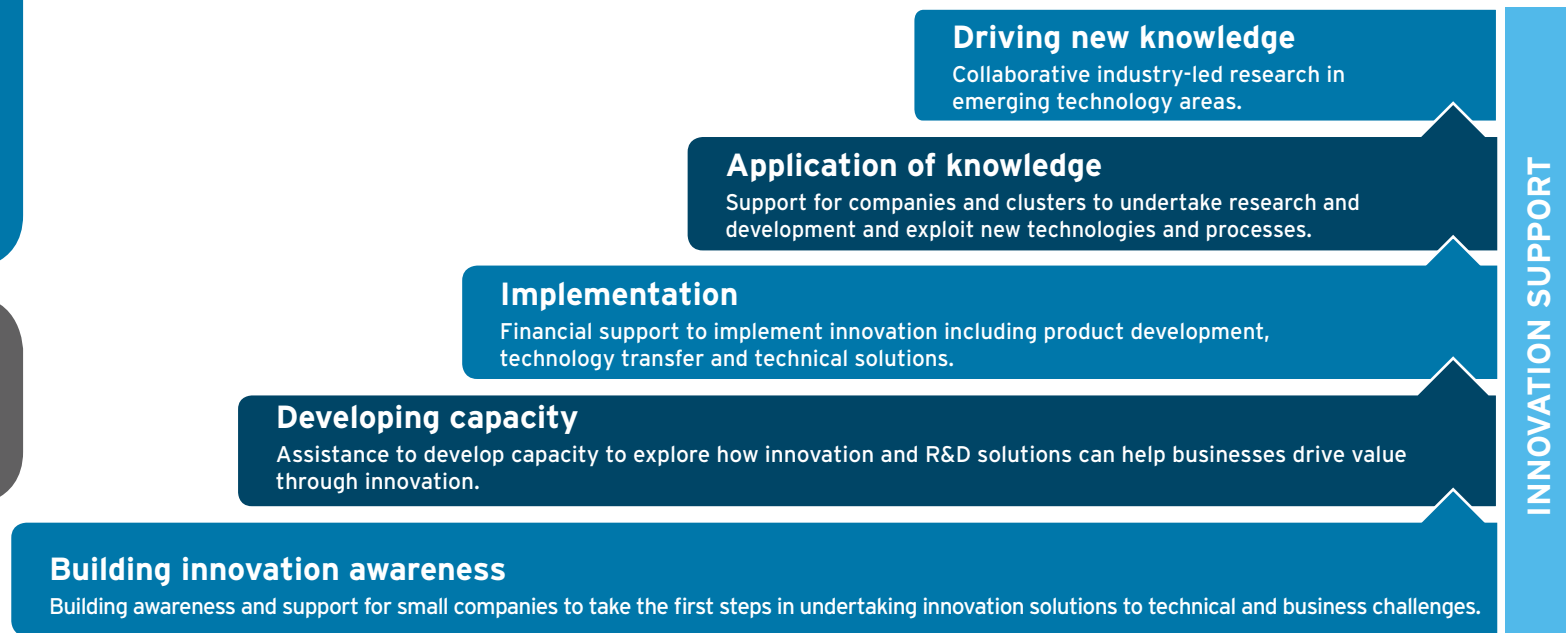 Driving new knowledge
Collaborative industry-led research in
emerging technology areas.
Application of knowledge
Support for companies and clusters to undertake research and
development and exploit new technologies and processes.
Implementation
Financial support to implement innovation including product development,
technology transfer and technical solutions.
Developing capacity
Assistance to develop capacity to explore how innovation and R&D solutions can help businesses drive value
through innovation.
Building innovation awareness
Building awareness and support for small companies to take the first steps in undertaking innovation solutions to technical and business challenges.
INNOVATION SUPPORT